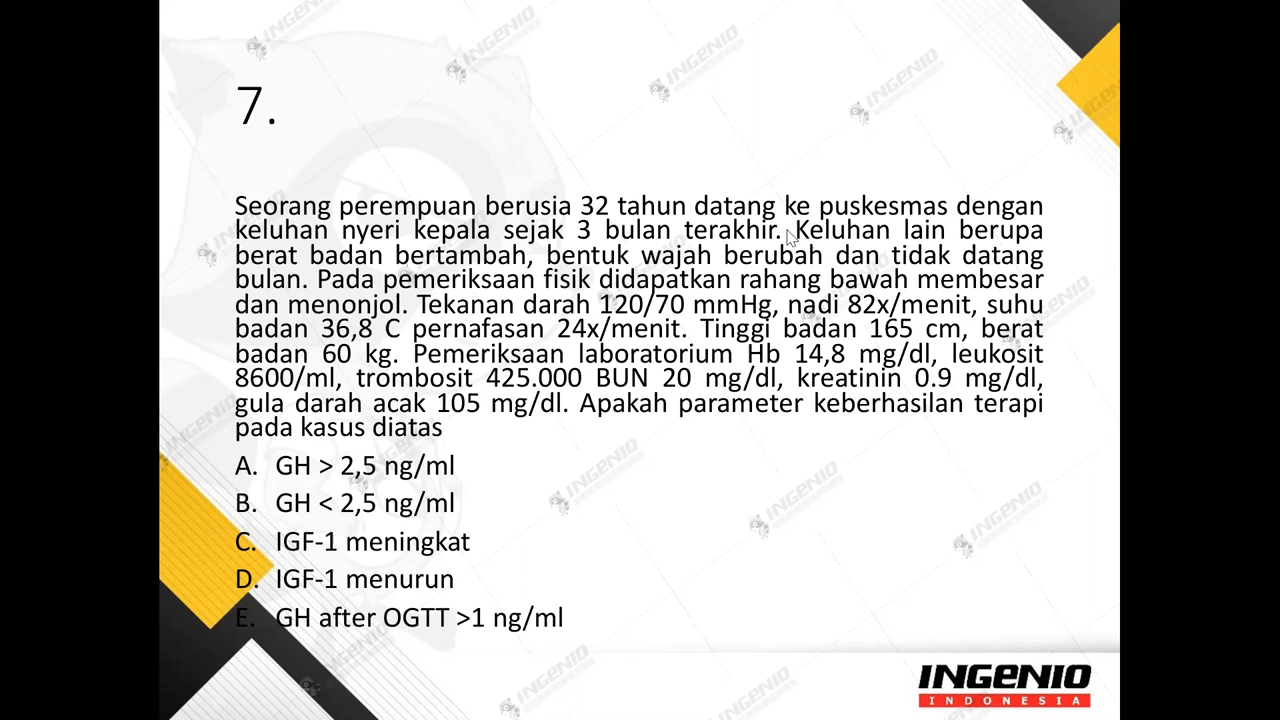 7.
Seorang perempuan berusia 32 tahun datang ke puskesmas dengan
keluhan nyeri kepala sejak 3 bulan terakhir. Keluhan lain berupa
berat badan bertambah, bentuk wajah berubah dan tidak datang
bulan. Pada pemeriksaan fisik didapatkan rahang bawah membesar
dan menonjol. Tekanan darah 120/70 mmHg, nadi 82x/menit, suhu
badan 36,8 C pernafasan 24x/menit. Tinggi badan 165 cm, berat
badan 60 kg. Pemeriksaan laboratorium Hb 14,8 mg/dl, leukosit
8600/ml, trombosit 425.000 BUN 20 mg/dl, kreatinin 0.9 mg/dl,
gula darah acak 105 mg/dl. Apakah parameter keberhasilan terapi
pada kasus diatas
A. GH > 2,5 ng/ml
B. GH < 2,5 ng/ml
C. IGF-1 meningkat
D. IGF-1 menurun
E. GH after OGTT >1 ng/ml
INGENIO
INDONESIA